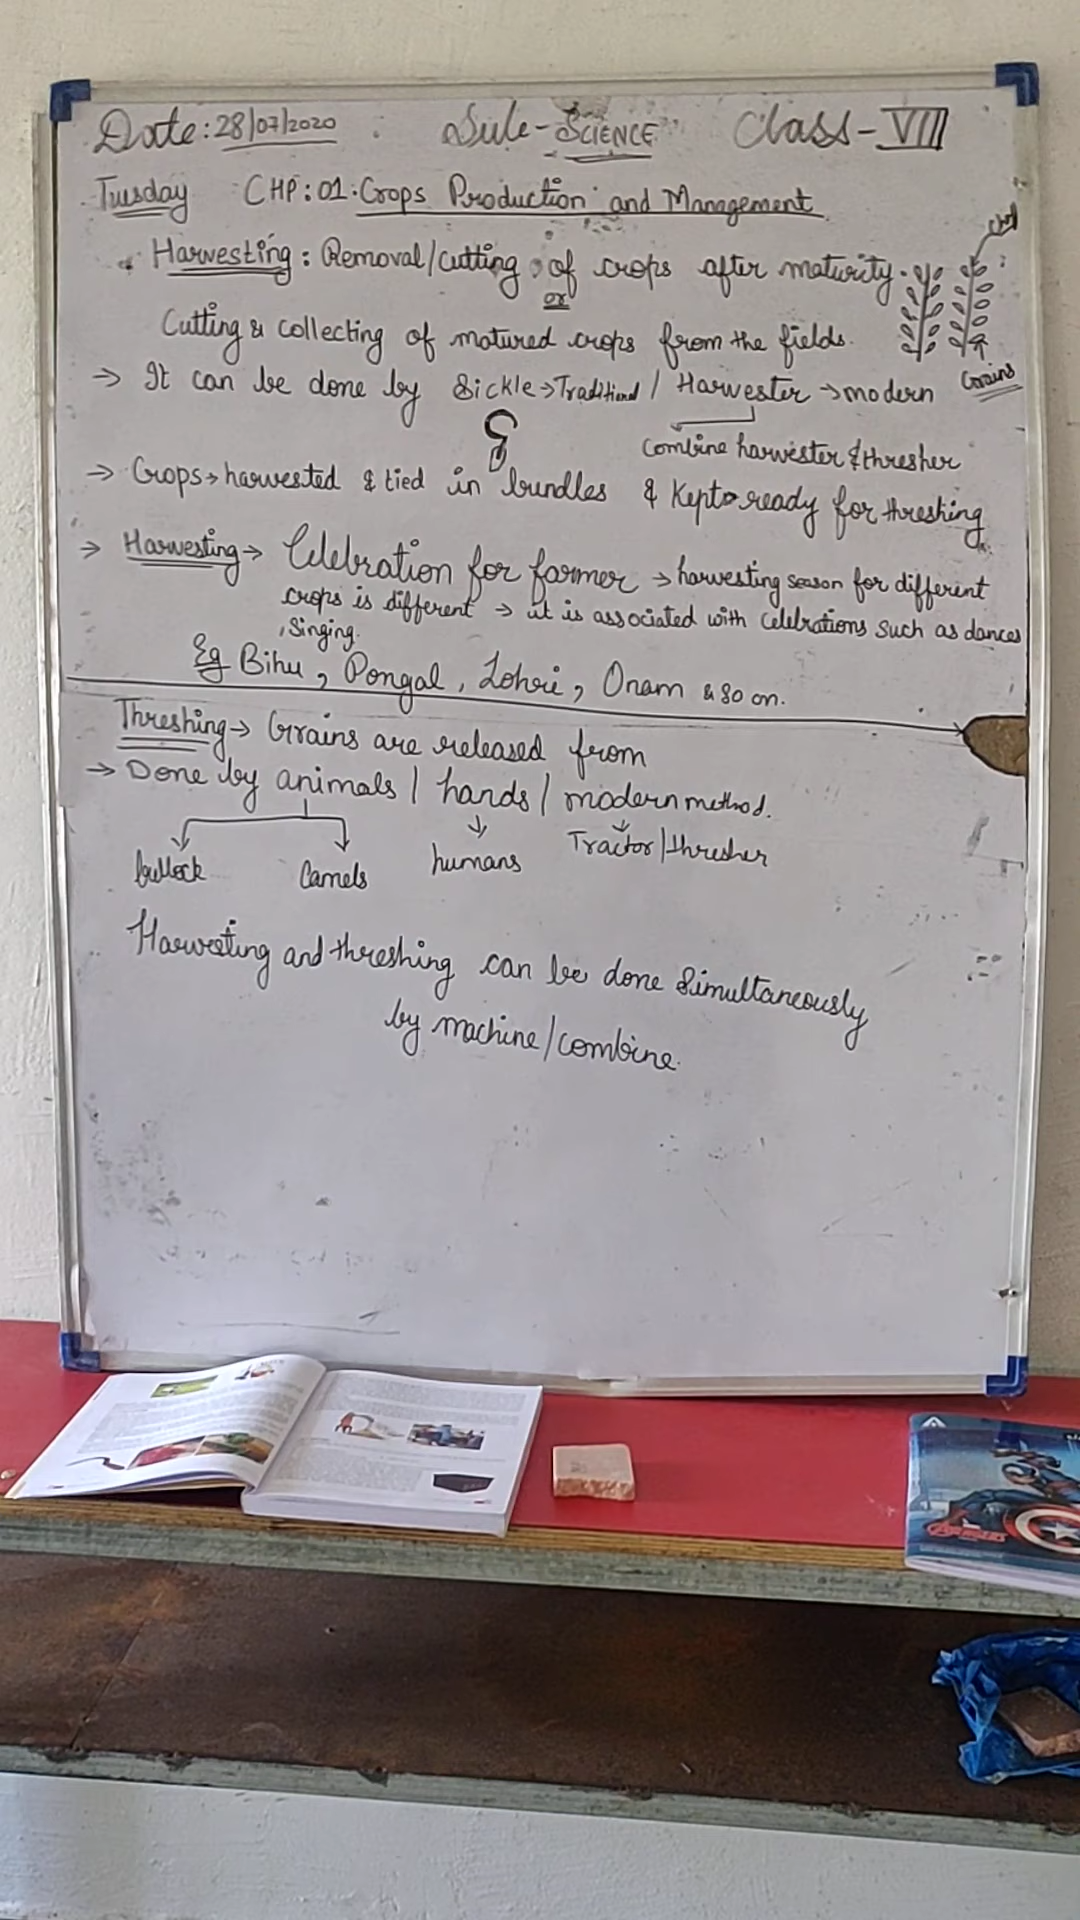 Date: 28/07/2020 Sub:- SCIENCE Class - VIII
Tuesday CHP: 01. Crops Production and Management
Harvesting: Removal/cutting of crops after maturity.
or
Cutting & collecting of matured crops from the fields.
Grains
→ It can be done by Sickle → Traditional / Harvester → modern
Combine harvester & thresher
→ Crops → harvested & tied in bundles & Kept ready for threshing
→ Harvesting → Celebration for farmer → harvesting season for different
crops is different → it is associated with celebrations such as dances
, Singing.
Eg Bihu, Pongal, Lohri, Onam & so on.
Threshing → Grains are released from
→ Done by animals / hands / modern method.
bullock Camels humans Tractor/thresher
Harvesting and threshing can be done Simultaneously
by machine/combine.
AVENGERS